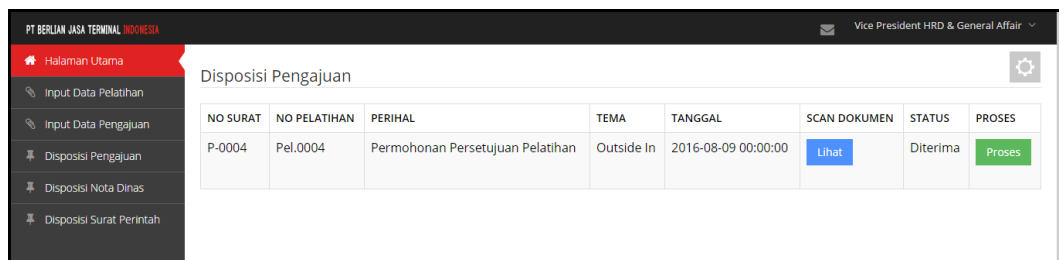 PT BERLIAN JASA TERMINAL INDONESIA
Vice President HRD & General Affair
Halaman Utama
Input Data Pelatihan
Input Data Pengajuan
Disposisi Pengajuan
Disposisi Nota Dinas
Disposisi Surat Perintah
Disposisi Pengajuan
NO SURAT NO PELATIHAN PERIHAL TEMA TANGGAL SCAN DOKUMEN STATUS PROSES
P-0004 Pel.0004 Permohonan Persetujuan Pelatihan Outside In 2016-08-09 00:00:00 Lihat Diterima Proses